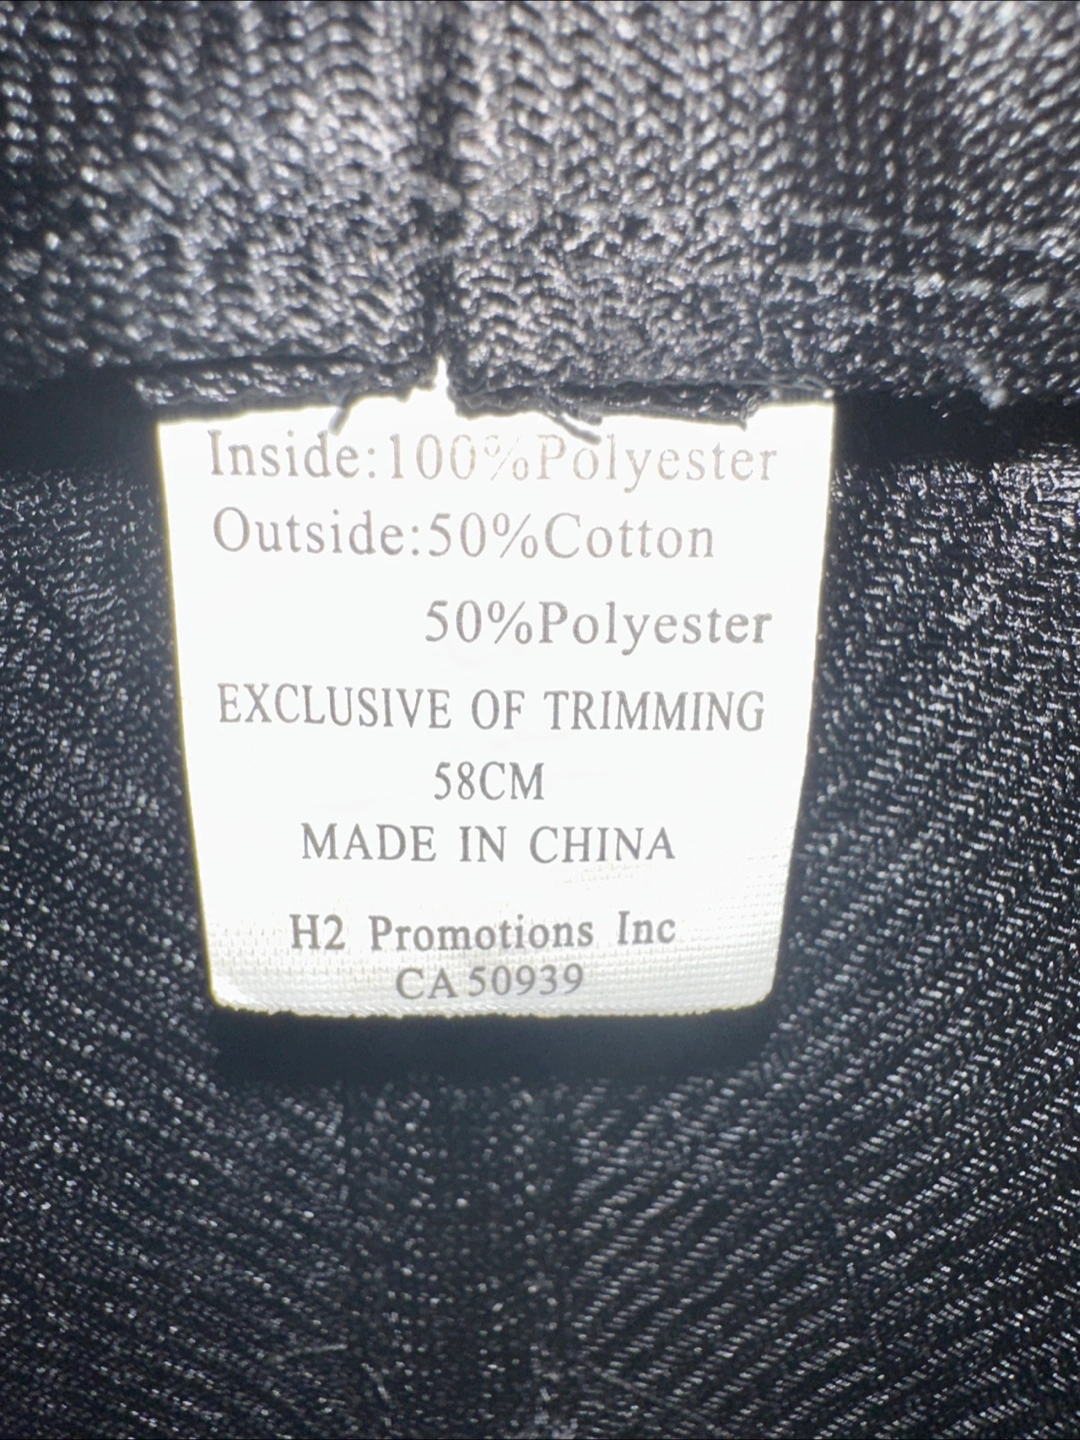 Inside:100%Polyester
Outside:50%Cotton
50%Polyester
EXCLUSIVE OF TRIMMING
58CM
MADE IN CHINA
H2 Promotions Inc
CA 50939